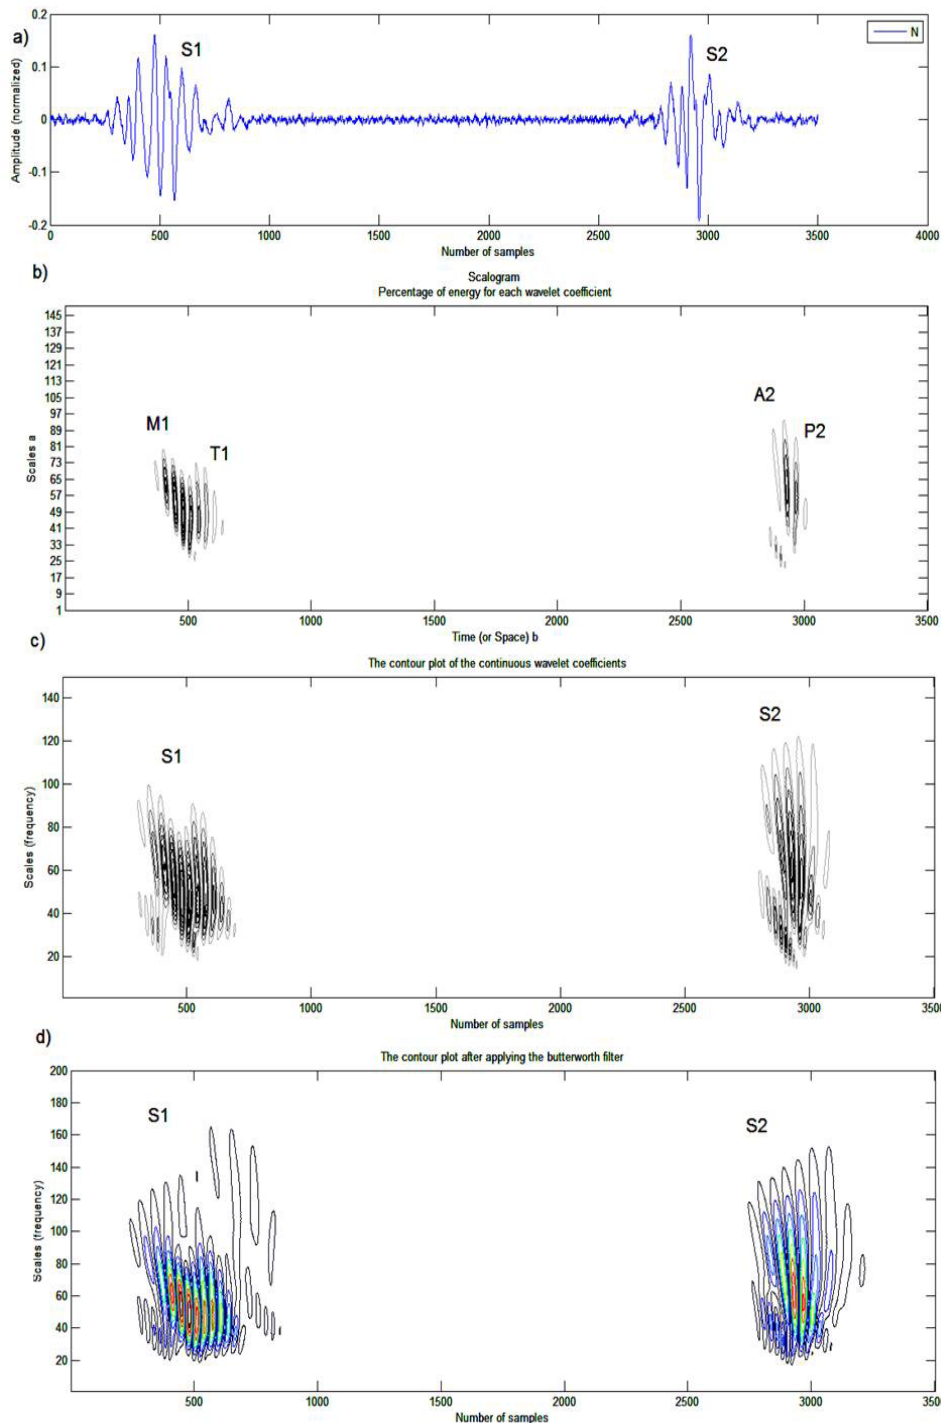 a)
0.2
0.1
0
-0.1
-0.2
Amplitude (normalized)
S1
S2
N
0 500 1000 1500 2000 2500 3000 3500 4000
Number of samples
b)
Scalogram
Percentage of energy for each wavelet coefficient
145
137
129
121
113
105
97
89
81
73
65
57
49
41
33
25
17
9
1
Scales a
M1
T1
A2
P2
500 1000 1500 2000 2500 3000 3500
Time (or Space) b
c)
The contour plot of the continuous wavelet coefficients
140
120
100
80
60
40
20
Scales (frequency)
S1
S2
500 1000 1500 2000 2500 3000 350
Number of samples
d)
The contour plot after applying the butterworth filter
200
180
160
140
120
100
80
60
40
20
Scales (frequency)
S1
S2
500 1000 1500 2000 2500 3000 350
Number of samples